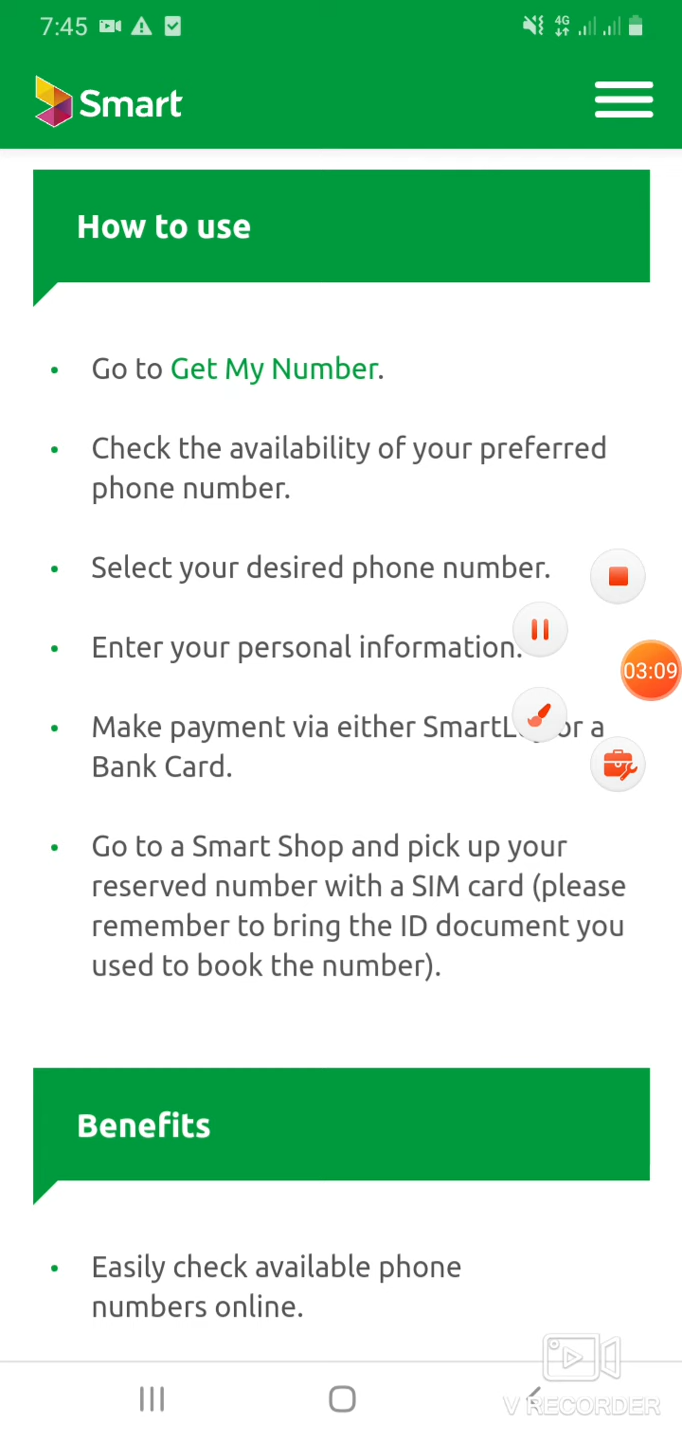 7:45
4G
Smart
How to use
Go to Get My Number.
Check the availability of your preferred
phone number.
Select your desired phone number.
Enter your personal information.
03:09
Make payment via either or a
Bank Card.
Go to a Smart Shop and pick up your
reserved number with a SIM card (please
remember to bring the ID document you
used to book the number).
Benefits
Easily check available phone
numbers online.
V RECORDER